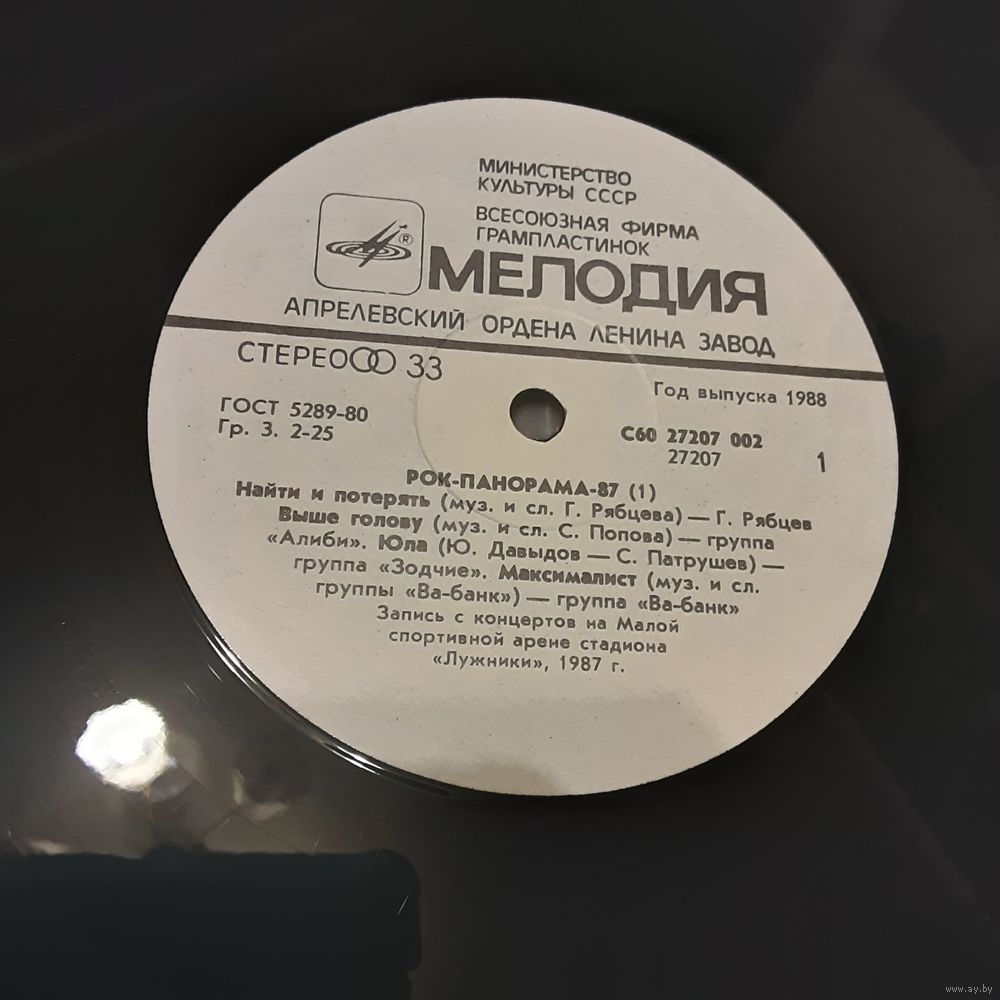 МИНИСТЕРСТВО
КУЛЬТУРЫ СССР
ВСЕСОЮЗНАЯ ФИРМА
ГРАМПЛАСТИНОК
®
МЕЛОДИЯ
АПРЕЛЕВСКИЙ ОРДЕНА ЛЕНИНА ЗАВОД
СТЕРЕО 33
Год выпуска 1988
ГОСТ 5289-80
Гр. 3. 2-25
С60 27207 002
27207
1
РОК-ПАНОРАМА-87 (1)
Найти и потерять (муз. и сл. Г. Рябцева) — Г. Рябцев
Выше голову (муз. и сл. С. Попова) — группа
«Алиби». Юла (Ю. Давыдов — С. Патрушев) —
группа «Зодчие». Максималист (муз. и сл.
группы «Ва-банк») — группа «Ва-банк»
Запись с концертов на Малой
спортивной арене стадиона
«Лужники», 1987 г.
www.ay.by